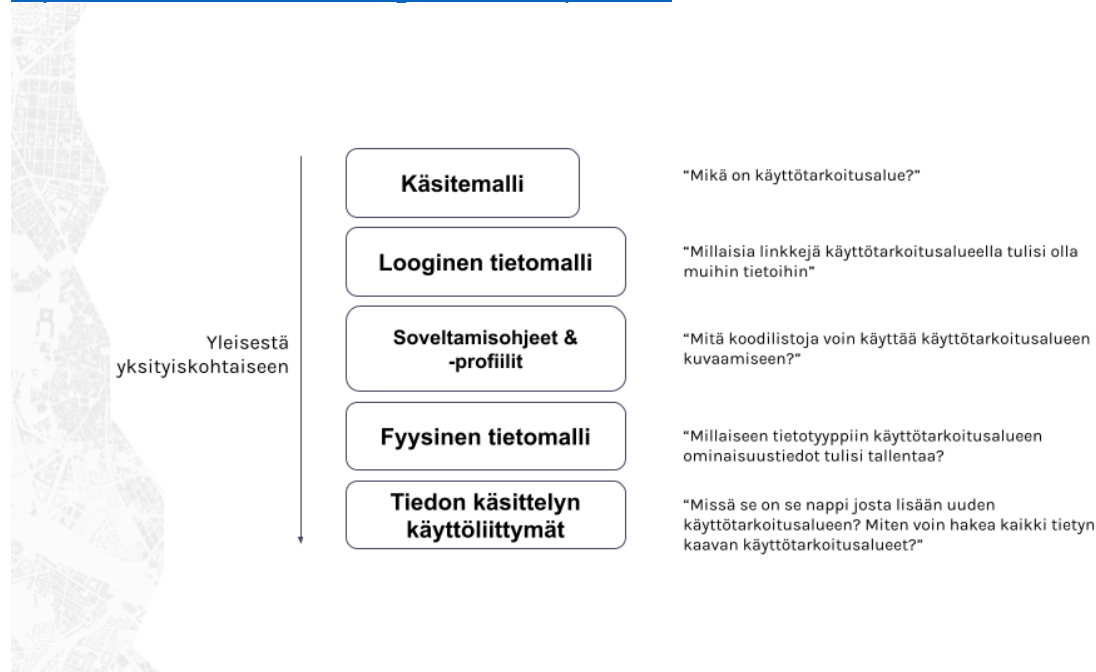 Käsitemalli
"Mikä on käyttötarkoitusalue?"
Looginen tietomalli
"Millaisia linkkejä käyttötarkoitusalueella tulisi olla
muihin tietoihin"
Yleisestä
yksityiskohtaiseen
Soveltamisohjeet &
-profiilit
"Mitä koodilistoja voin käyttää käyttötarkoitusalueen
kuvaamiseen?"
Fyysinen tietomalli
"Millaiseen tietotyyppiin käyttötarkoitusalueen
ominaisuustiedot tulisi tallentaa?
Tiedon käsittelyn
käyttöliittymät
"Missä se on se nappi josta lisään uuden
käyttötarkoitusalueen? Miten voin hakea kaikki tietyn
kaavan käyttötarkoitusalueet?"